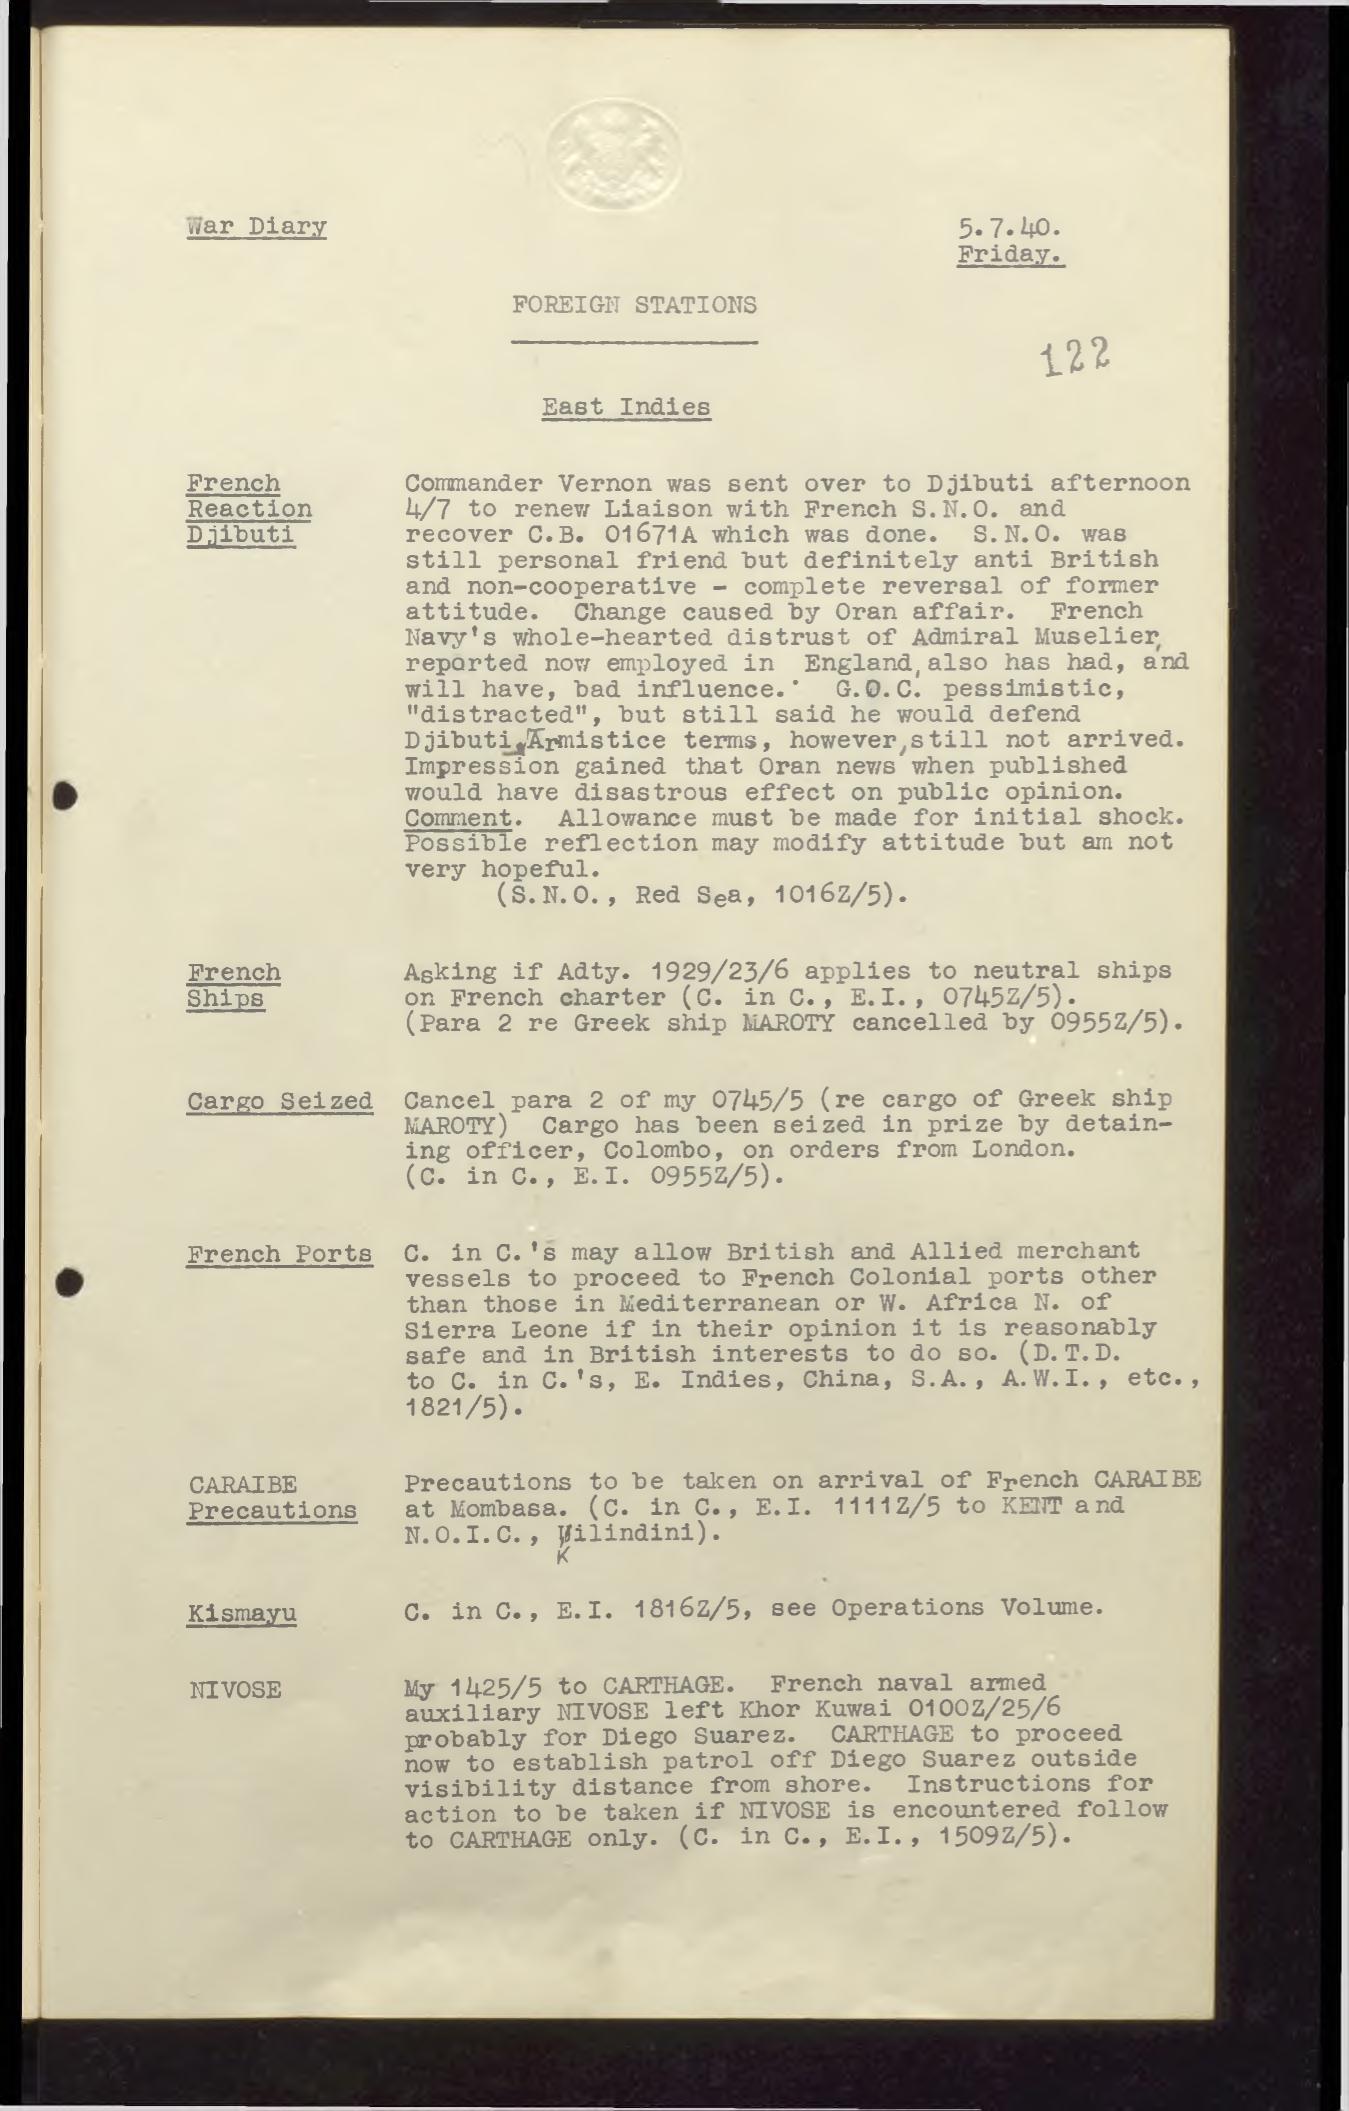 War Diary
5.7.40.
Friday.
FOREIGN STATIONS
122
East Indies
French
Reaction
Djibuti
Commander Vernon was sent over to Djibuti afternoon
4/7 to renew Liaison with French S.N.O. and
recover C.B. 01671A which was done. S.N.O. was
still personal friend but definitely anti British
and non-cooperative - complete reversal of former
attitude. Change caused by Oran affair. French
Navy's whole-hearted distrust of Admiral Muselier,
reported now employed in England, also has had, and
will have, bad influence. G.O.C. pessimistic,
"distracted", but still said he would defend
Djibuti. Armistice terms, however, still not arrived.
Impression gained that Oran news when published
would have disastrous effect on public opinion.
Comment. Allowance must be made for initial shock.
Possible reflection may modify attitude but am not
very hopeful.
(S.N.O., Red Sea, 1016Z/5).
French
Ships
Asking if Adty. 1929/23/6 applies to neutral ships
on French charter (C. in C., E.I., 0745Z/5).
(Para 2 re Greek ship MAROTY cancelled by 0955Z/5).
Cargo Seized
Cancel para 2 of my 0745/5 (re cargo of Greek ship
MAROTY) Cargo has been seized in prize by detain-
ing officer, Colombo, on orders from London.
(C. in C., E.I. 0955Z/5).
French Ports
C. in C.'s may allow British and Allied merchant
vessels to proceed to French Colonial ports other
than those in Mediterranean or W. Africa N. of
Sierra Leone if in their opinion it is reasonably
safe and in British interests to do so. (D.T.D.
to C. in C.'s, E. Indies, China, S.A., A.W.I., etc.,
1821/5).
CARAIBE
Precautions
Precautions to be taken on arrival of French CARAIBE
at Mombasa. (C. in C., E.I. 1111Z/5 to KENT and
N.O.I.C., Kilindini).
Kismayu
C. in C., E.I. 1816Z/5, see Operations Volume.
NIVOSE
My 1425/5 to CARTHAGE. French naval armed
auxiliary NIVOSE left Khor Kuwai 0100Z/25/6
probably for Diego Suarez. CARTHAGE to proceed
now to establish patrol off Diego Suarez outside
visibility distance from shore. Instructions for
action to be taken if NIVOSE is encountered follow
to CARTHAGE only. (C. in C., E.I., 1509Z/5).